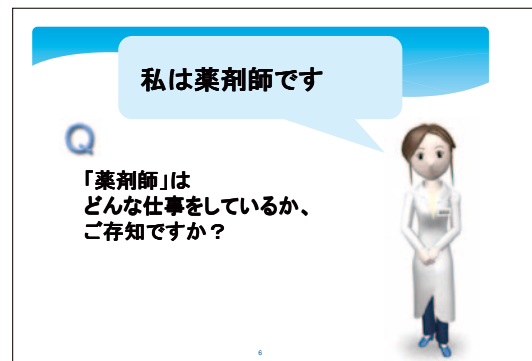 私は薬剤師です
Q
「薬剤師」は
どんな仕事をしているか、
ご存知ですか？
6